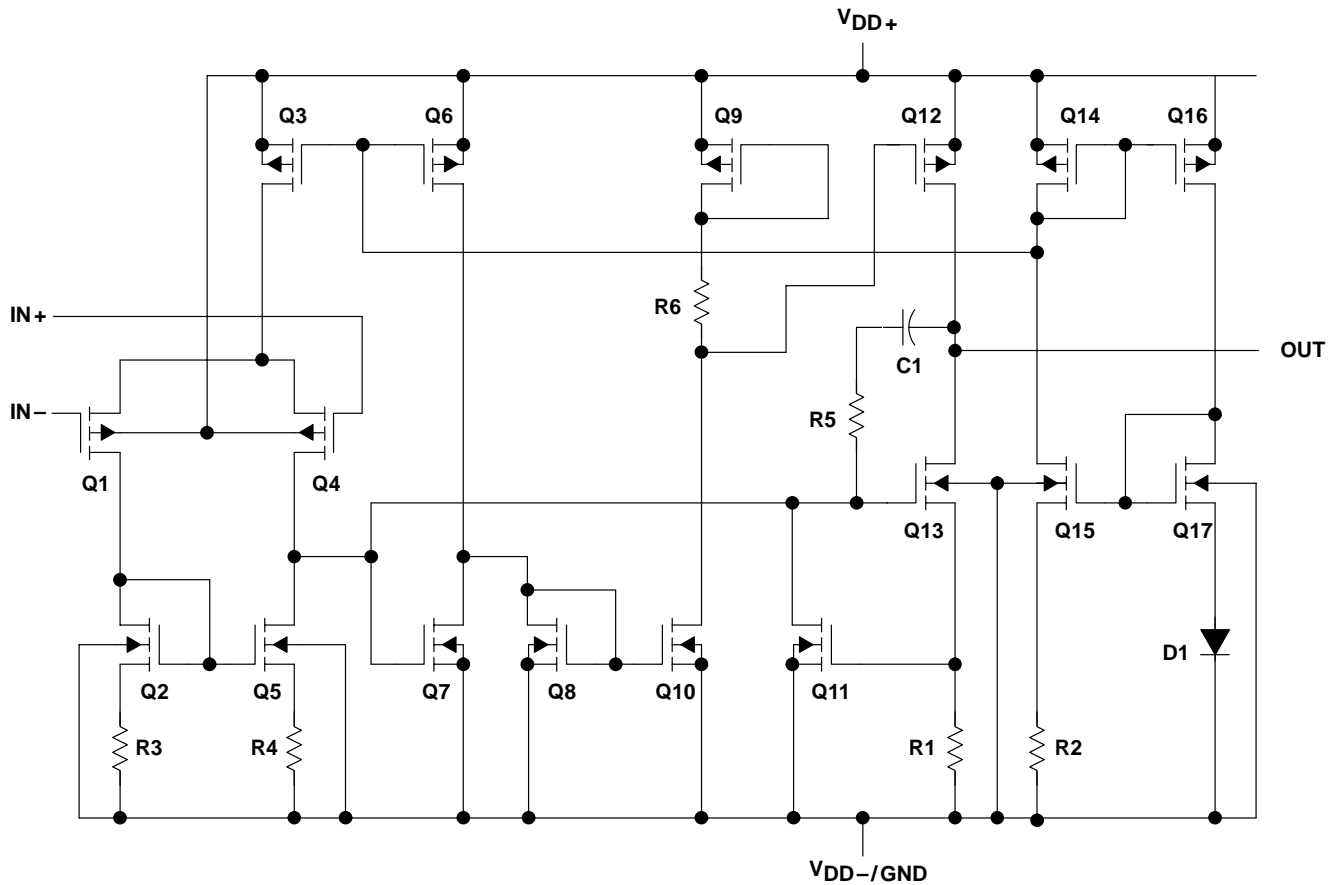 VDD+
Q3
Q6
Q9
Q12
Q14
Q16
IN+
R6
OUT
C1
IN−
R5
Q1
Q4
Q13
Q15
Q17
D1
Q2
Q5
Q7
Q8
Q10
Q11
R3
R4
R1
R2
VDD−/GND